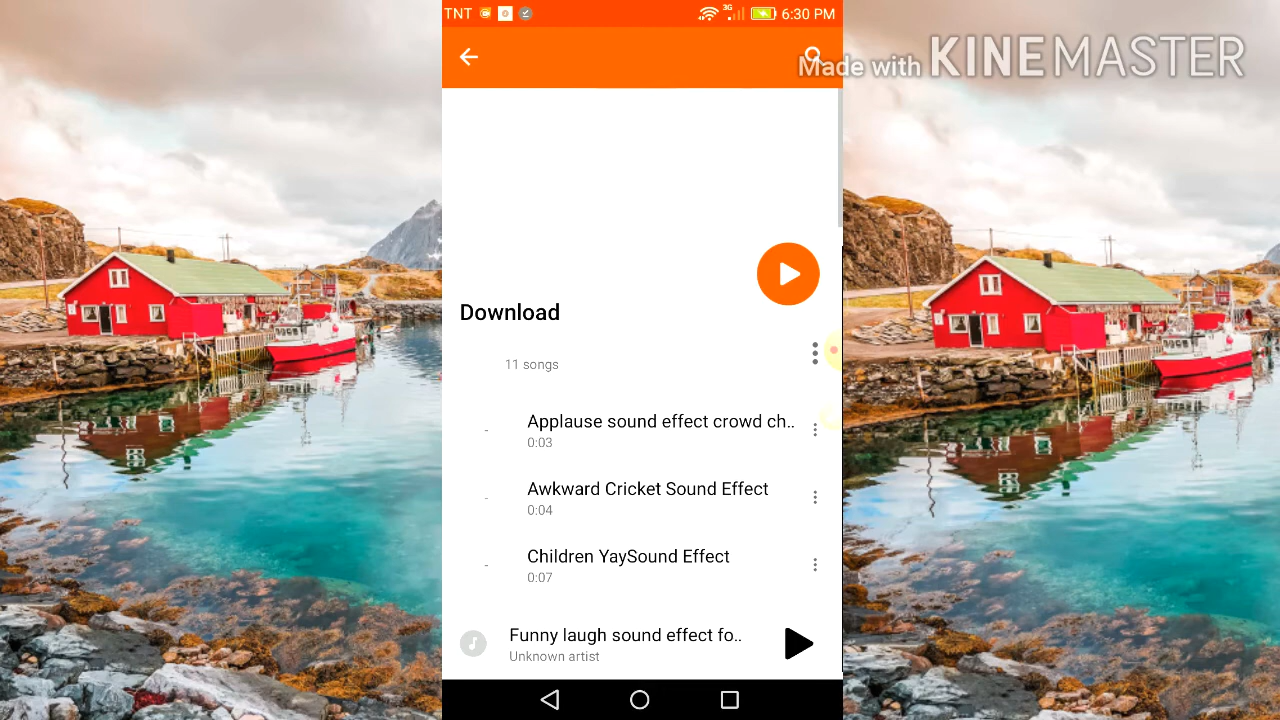 TNT
3G
6:30 PM
Made with KINEMASTER
Download
11 songs
Applause sound effect crowd ch..
0:03
Awkward Cricket Sound Effect
0:04
Children YaySound Effect
0:07
Funny laugh sound effect fo..
Unknown artist